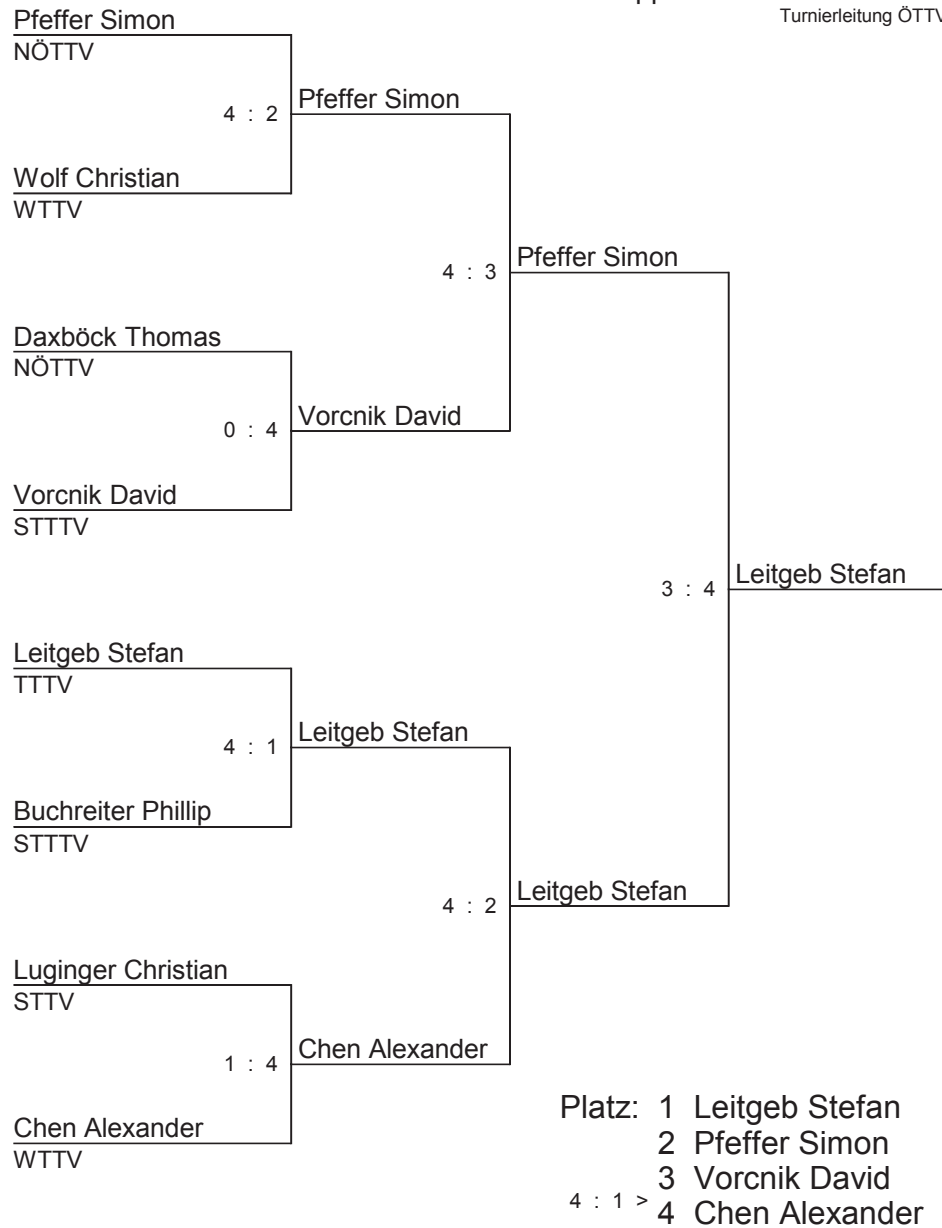 Turnierleitung ÖTTV
Pfeffer Simon
NÖTTV
4 : 2
Pfeffer Simon
Wolf Christian
WTTV
4 : 3
Pfeffer Simon
Daxböck Thomas
NÖTTV
0 : 4
Vorcnik David
Vorcnik David
STTTV
3 : 4
Leitgeb Stefan
Leitgeb Stefan
TTTV
4 : 1
Leitgeb Stefan
Buchreiter Phillip
STTTV
4 : 2
Leitgeb Stefan
Luginger Christian
STTV
1 : 4
Chen Alexander
Chen Alexander
WTTV
Platz: 1 Leitgeb Stefan
2 Pfeffer Simon
3 Vorcnik David
4 : 1 >
4 Chen Alexander